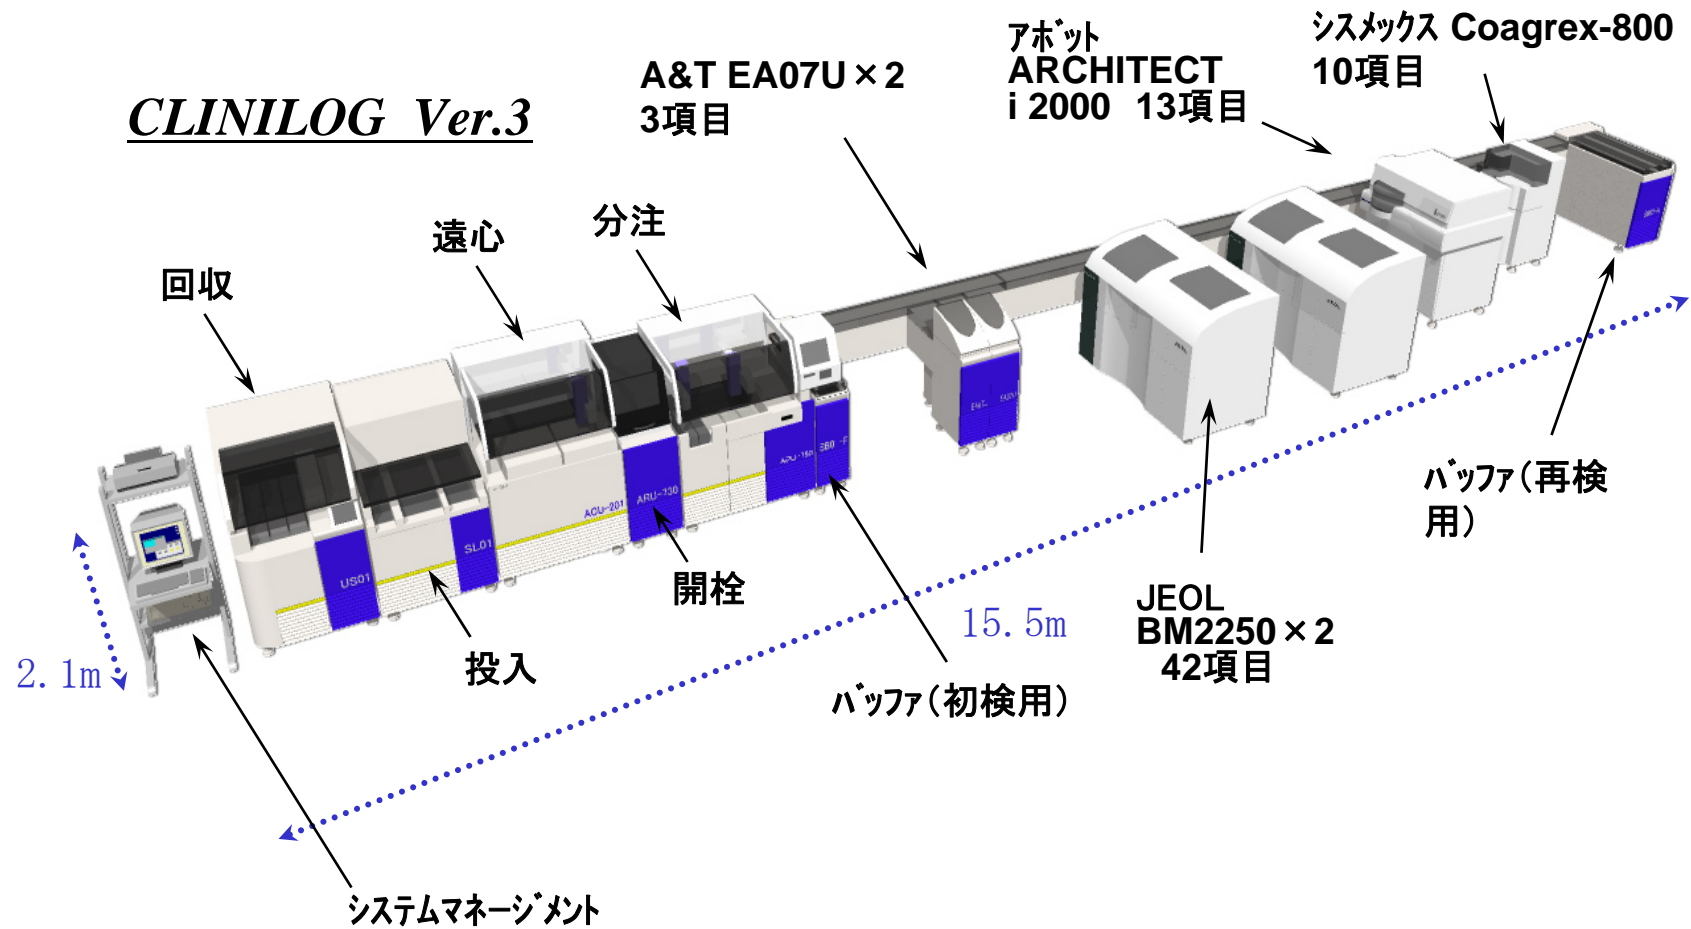 CLINILOG Ver.3
A&T EA07U×2
3項目
アボット
ARCHITECT
i 2000 13項目
シスメックス Coagrex-800
10項目
回収
遠心
分注
US01
SL01
ACU-201
ARU-230
投入
開栓
バッファ(初検用)
JEOL
BM2250×2
42項目
バッファ(再検
用)
15.5m
2.1m
システムマネージメント